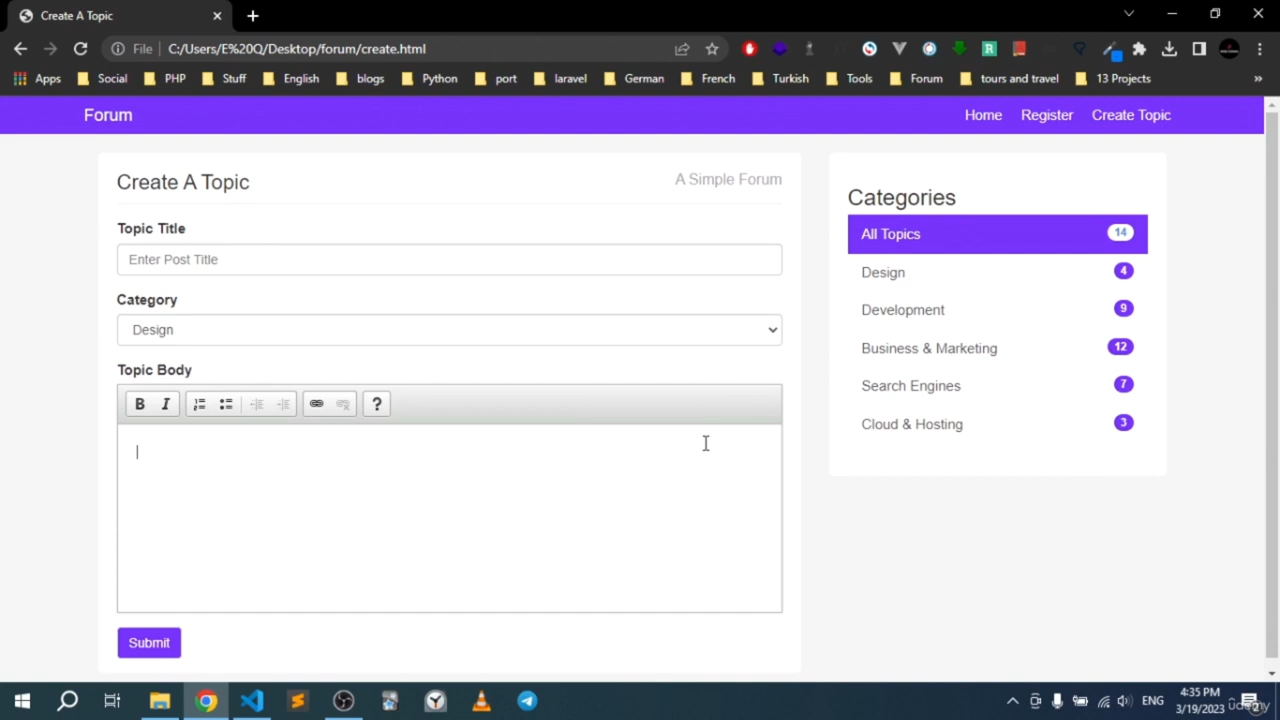 Create A Topic
File C:/Users/E%20Q/Desktop/forum/create.html
Apps Social PHP Stuff English blogs Python port laravel German French Turkish Tools Forum tours and travel 13 Projects »
Forum Home Register Create Topic
Create A Topic A Simple Forum
Topic Title
Enter Post Title
Category
Design
Topic Body
B I ?
Submit
Categories
All Topics 14
Design 4
Development 9
Business & Marketing 12
Search Engines 7
Cloud & Hosting 3
ENG
4:35 PM
3/19/2023
udemy